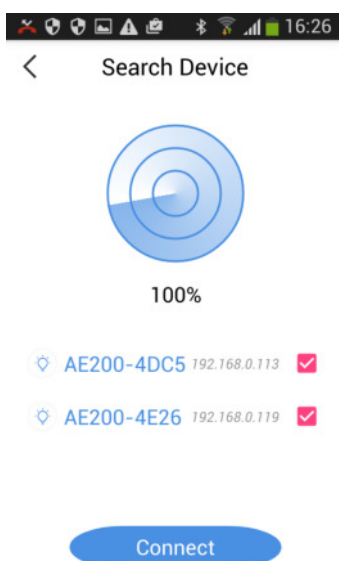 16:26
Search Device
100%
AE200-4DC5 192.168.0.113
AE200-4E26 192.168.0.119
Connect